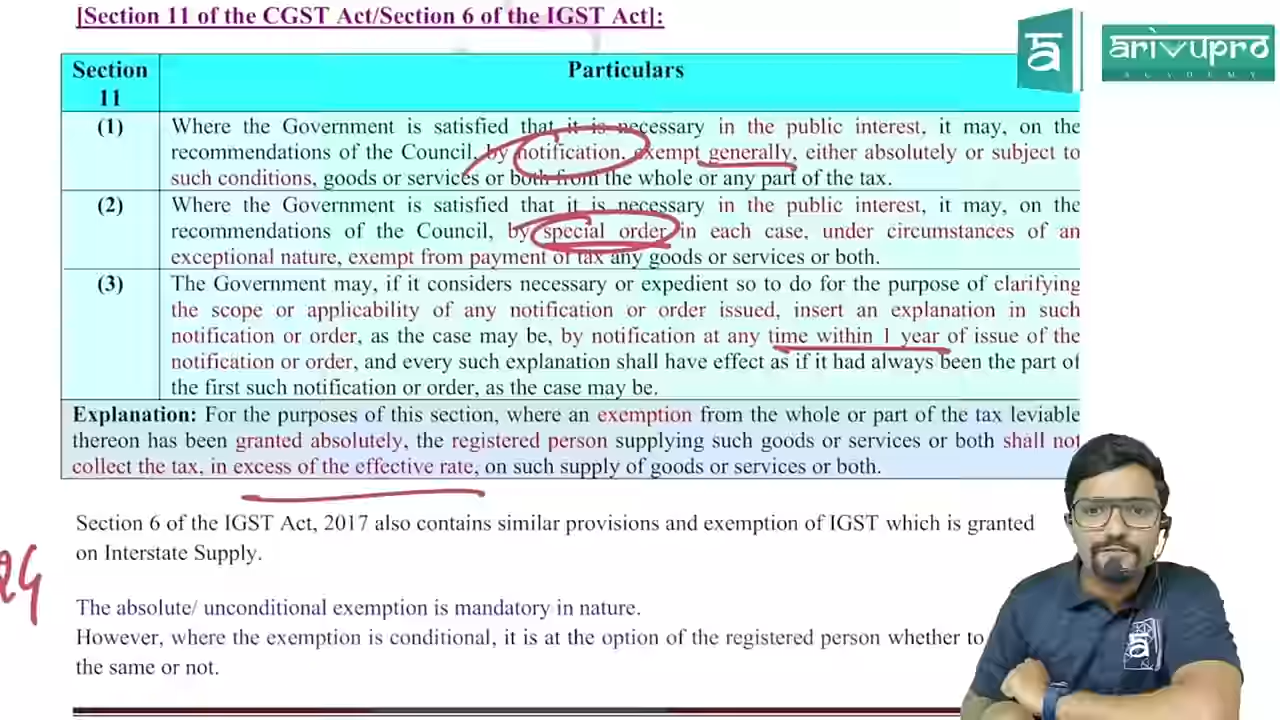 [Section 11 of the CGST Act/Section 6 of the IGST Act]:
arivupro
ACADEMY
Section 11
Particulars
(1)
Where the Government is satisfied that it is necessary in the public interest, it may, on the
recommendations of the Council, by notification, exempt generally, either absolutely or subject to
such conditions, goods or services or both from the whole or any part of the tax.
(2)
Where the Government is satisfied that it is necessary in the public interest, it may, on the
recommendations of the Council, by special order in each case, under circumstances of an
exceptional nature, exempt from payment of tax any goods or services or both.
(3)
The Government may, if it considers necessary or expedient so to do for the purpose of clarifying
the scope or applicability of any notification or order issued, insert an explanation in such
notification or order, as the case may be, by notification at any time within 1 year of issue of the
notification or order, and every such explanation shall have effect as if it had always been the part of
the first such notification or order, as the case may be.
Explanation: For the purposes of this section, where an exemption from the whole or part of the tax leviable
thereon has been granted absolutely, the registered person supplying such goods or services or both shall not
collect the tax, in excess of the effective rate, on such supply of goods or services or both.
Section 6 of the IGST Act, 2017 also contains similar provisions and exemption of IGST which is granted
on Interstate Supply.
The absolute/ unconditional exemption is mandatory in nature.
However, where the exemption is conditional, it is at the option of the registered person whether to
the same or not.